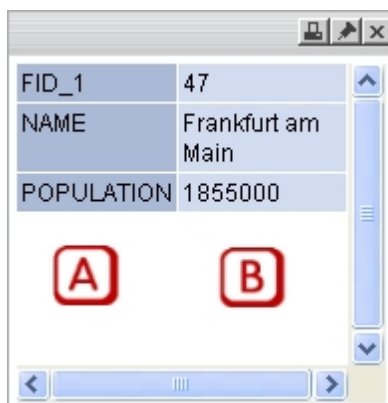 FID_1 47
NAME Frankfurt am
Main
POPULATION 1855000
A B